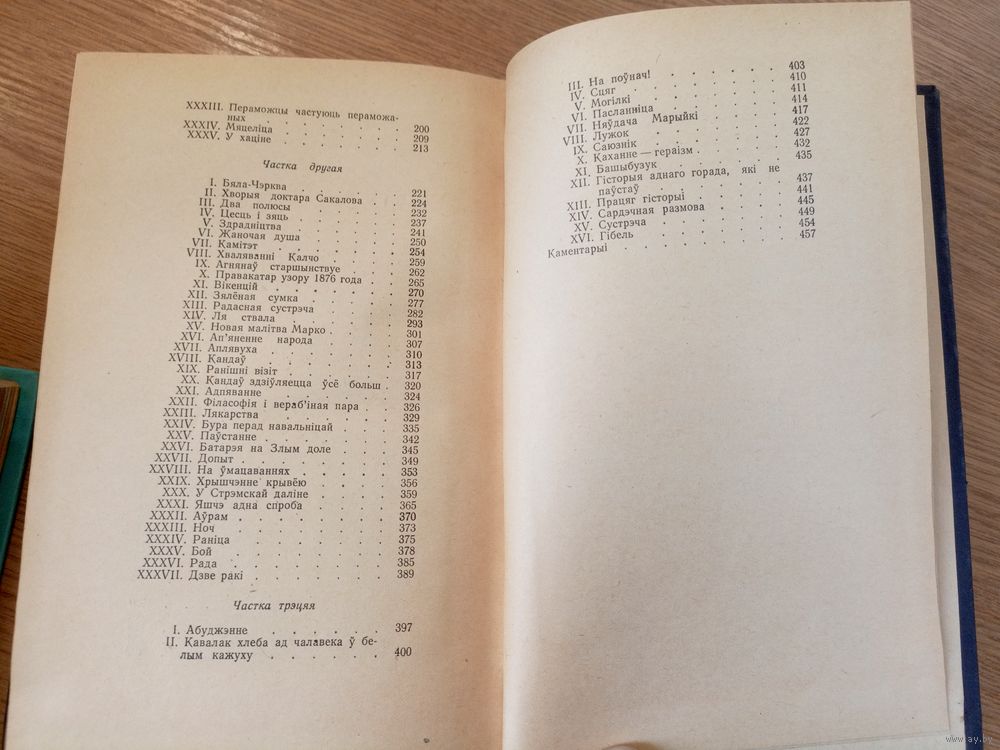 XXXIII. Пераможцы частуюць пераможа-
ных . . . . . . 200
XXXIV. Мяцеліца . . . . . . 209
XXXV. У хаціне . . . . . . 213
Частка другая
I. Бяла-Чэрква . . . . . 221
II. Хворыя доктара Сакалова . . 224
III. Два полюсы . . . . . 232
IV. Цесць і зяць . . . . . 237
V. Здрадніцтва . . . . . 241
VI. Жаночая душа . . . . . 250
VII. Камітэт . . . . . . 254
VIII. Хваляванні Калчо . . . . 259
IX. Агнянаў старшынствуе . . . 262
X. Правакатар узору 1876 года . . 265
XI. Вікенцій . . . . . . 270
XII. Зялёная сумка . . . . . 277
XIII. Радасная сустрэча . . . . 282
XIV. Ля ствала . . . . . . 293
XV. Новая малітва Марко . . . . 301
XVI. Ап'яненне народа . . . . 307
XVII. Аплявуха . . . . . . 310
XVIII. Кандаў . . . . . . 313
XIX. Ранішні візіт . . . . . 317
XX. Кандаў здзіўляецца ўсё больш . 320
XXI. Адпяванне . . . . . 324
XXII. Філасофія і вераб'іная пара . . 326
XXIII. Лякарства . . . . . 329
XXIV. Бура перад навальніцай . . . 335
XXV. Паўстанне . . . . . . 342
XXVI. Батарэя на Злым доле . . . 345
XXVII. Допыт . . . . . . . 349
XXVIII. На ўмацаваннях . . . . 353
XXIX. Хрышчэнне крывёю . . . . 356
XXX. У Стрэмскай даліне . . . . 359
XXXI. Яшчэ адна спроба . . . . 365
XXXII. Аўрам . . . . . . . 370
XXXIII. Ноч . . . . . . . 373
XXXIV. Раніца . . . . . . . 375
XXXV. Бой . . . . . . . 378
XXXVI. Рада . . . . . . . 385
XXXVII. Дзве ракі . . . . . . 389
Частка трэцяя
I. Абуджэнне . . . . . . 397
II. Кавалак хлеба ад чалавека ў бе-
лым кажуху . . . . . . 400
III. На поўнач! . . . . . . 403
IV. Сцяг . . . . . . . 410
V. Могілкі . . . . . . 411
VI. Пасланніца . . . . . . 414
VII. Няўдача Марыйкі . . . . 417
VIII. Лужок . . . . . . . 422
IX. Саюзнік . . . . . . 427
X. Каханне — гераізм . . . . 432
XI. Башыбузук . . . . . . 435
XII. Гісторыя аднаго горада, які не
паўстаў . . . . . . 437
XIII. Працяг гісторыі . . . . . 441
XIV. Сардэчная размова . . . . 445
XV. Сустрэча . . . . . . 449
XVI. Гібель . . . . . . . 454
Каментарыі . . . . . . . 457
www.ay.by